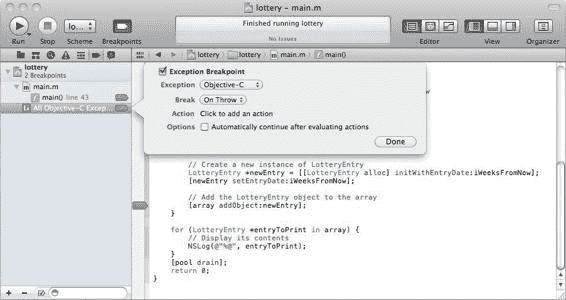 lottery – main.m
Finished running lottery
No Issues
lo...
Run Stop Scheme Breakpoints Editor View Organizer
lottery lottery main.m main()
lottery
2 Breakpoints
main.m
main() line 43
All Objective-C Excep...
Exception Breakpoint
Exception Objective-C
Break On Throw
Action Click to add an action
Options Automatically continue after evaluating actions
Done
// Create a new instance of LotteryEntry
LotteryEntry *newEntry = [[LotteryEntry alloc] initWithEntryDate:iWeeksFromNow];
[newEntry setEntryDate:iWeeksFromNow];
// Add the LotteryEntry object to the array
[array addObject:newEntry];
}
for (LotteryEntry *entryToPrint in array) {
// Display its contents
NSLog(@"%@", entryToPrint);
}
[pool drain];
return 0;
}